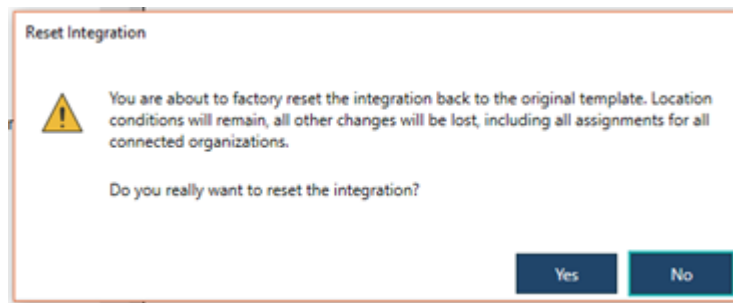 Reset Integration
You are about to factory reset the integration back to the original template. Location
conditions will remain, all other changes will be lost, including all assignments for all
connected organizations.
Do you really want to reset the integration?
Yes
No